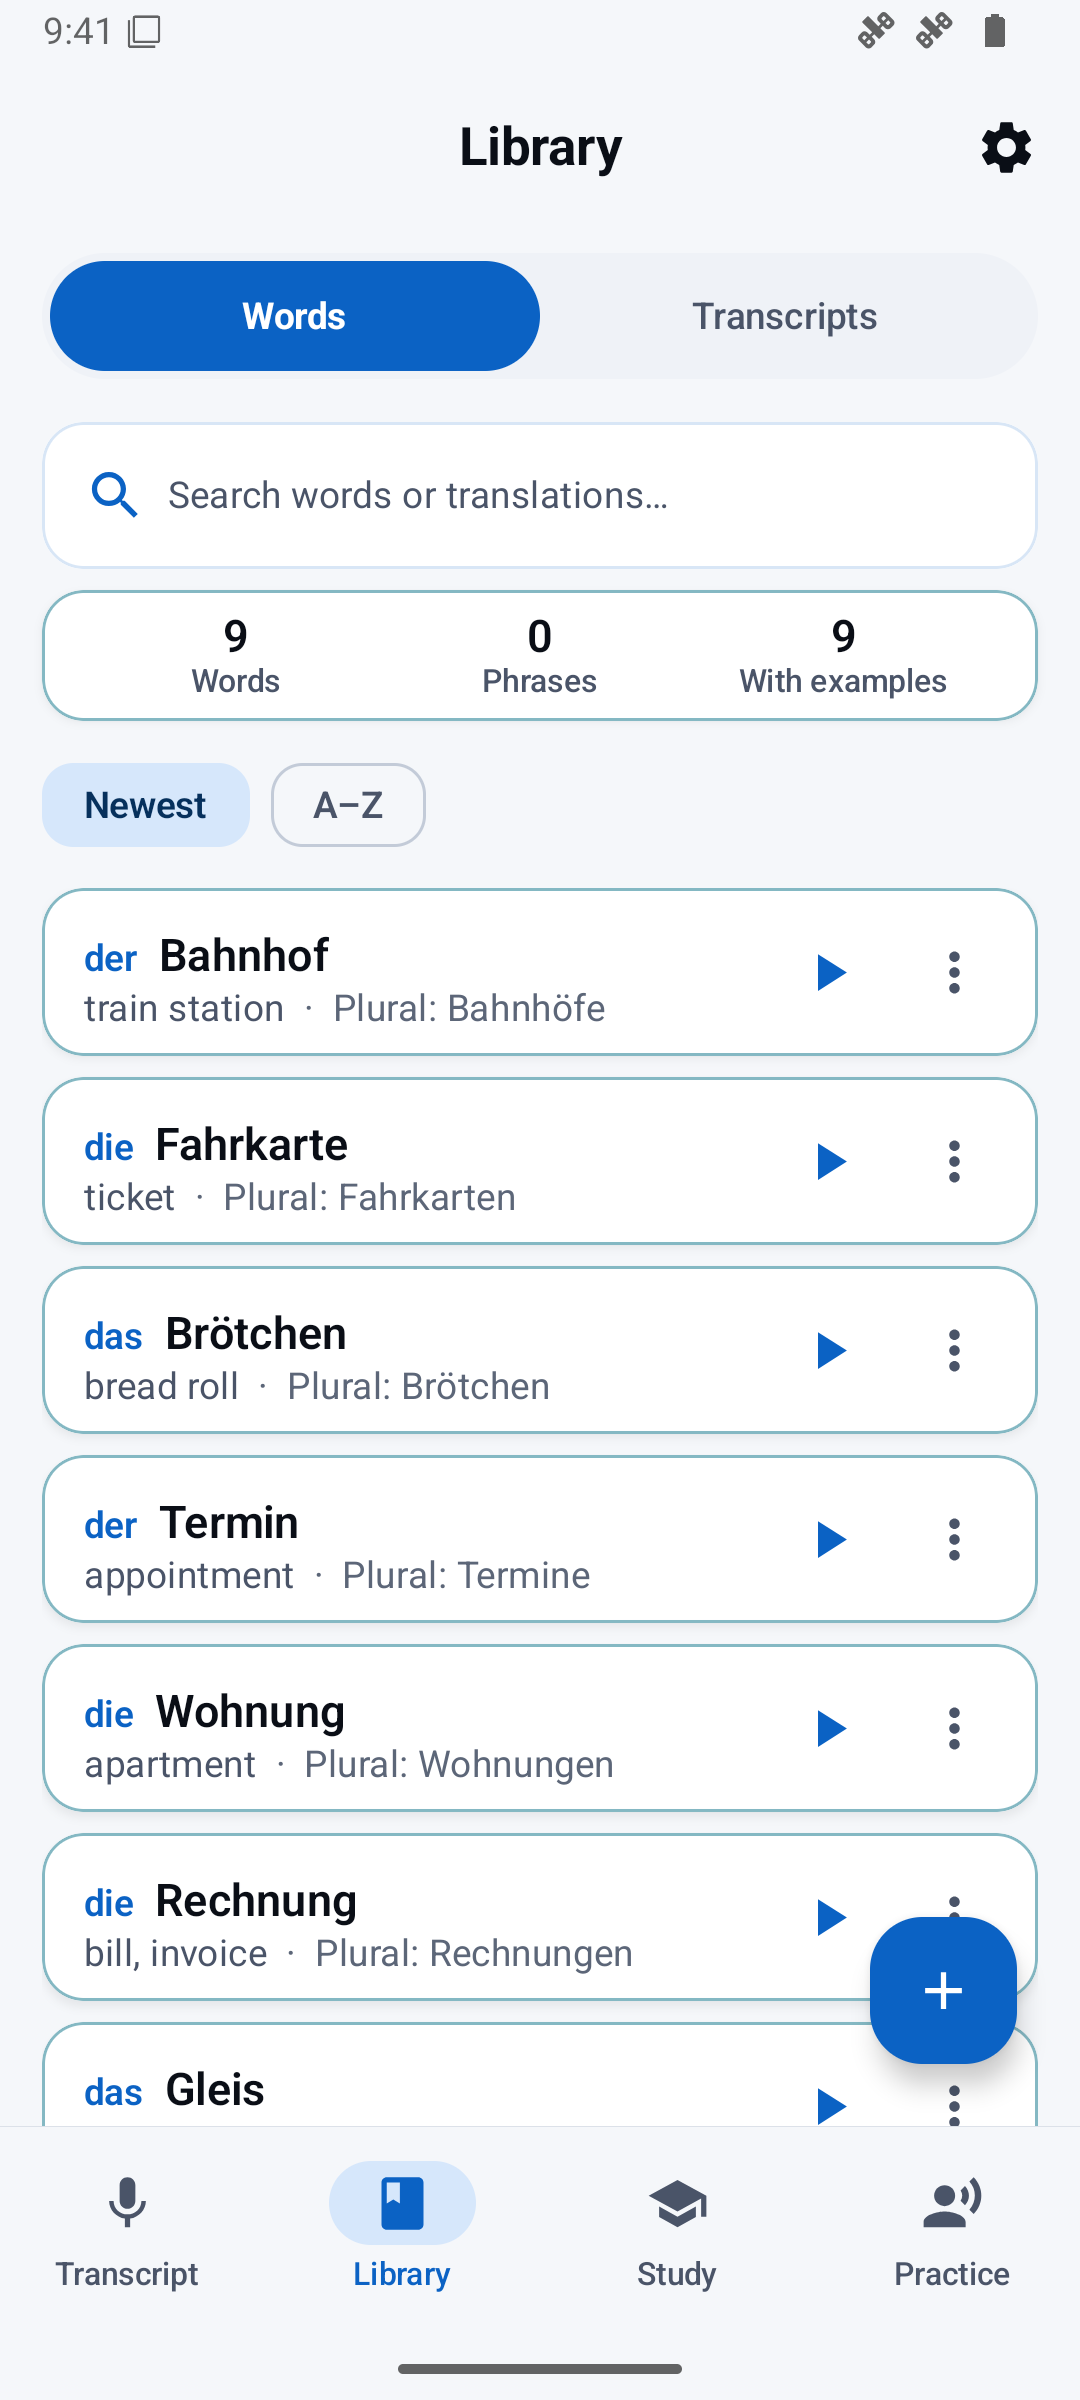 9:41
Library
Words
Transcripts
Search words or translations…
9
Words
0
Phrases
9
With examples
Newest
A–Z
der Bahnhof
train station · Plural: Bahnhöfe
die Fahrkarte
ticket · Plural: Fahrkarten
das Brötchen
bread roll · Plural: Brötchen
der Termin
appointment · Plural: Termine
die Wohnung
apartment · Plural: Wohnungen
die Rechnung
bill, invoice · Plural: Rechnungen
das Gleis
Transcript
Library
Study
Practice